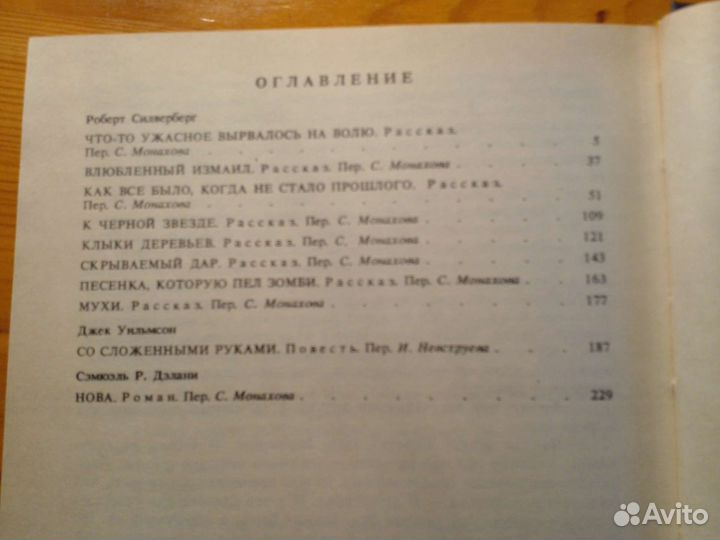 ОГЛАВЛЕНИЕ
Роберт Силверберг
ЧТО-ТО УЖАСНОЕ ВЫРВАЛОСЬ НА ВОЛЮ. Рассказ.
Пер. С. Монахова . . . . . . . . . . . 5
ВЛЮБЛЕННЫЙ ИЗМАИЛ. Рассказ. Пер. С. Монахова . . . 37
КАК ВСЕ БЫЛО, КОГДА НЕ СТАЛО ПРОШЛОГО. Рассказ.
Пер. С. Монахова . . . . . . . . . . . 51
К ЧЕРНОЙ ЗВЕЗДЕ. Рассказ. Пер. С. Монахова . . . . 109
КЛЫКИ ДЕРЕВЬЕВ. Рассказ. Пер. С. Монахова . . . . 121
СКРЫВАЕМЫЙ ДАР. Рассказ. Пер. С. Монахова . . . . 143
ПЕСЕНКА, КОТОРУЮ ПЕЛ ЗОМБИ. Рассказ. Пер. С. Монахова . 163
МУХИ. Рассказ. Пер. С. Монахова . . . . . . . 177
Джек Уильмсон
СО СЛОЖЕННЫМИ РУКАМИ. Повесть. Пер. И. Невструева . . 187
Сэмюэль Р. Дэлани
НОВА. Роман. Пер. С. Монахова . . . . . . . . 229
Avito